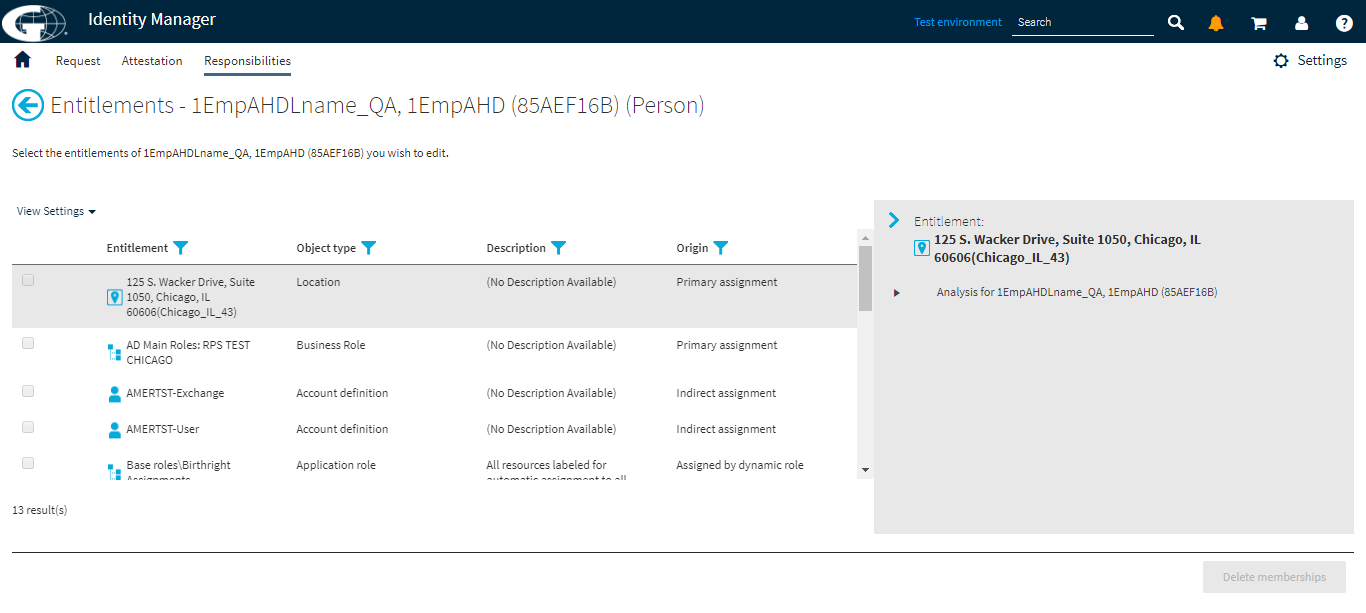 Identity Manager
Test environment
Search
Request
Attestation
Responsibilities
Settings
Entitlements - 1EmpAHDLname_QA, 1EmpAHD (85AEF16B) (Person)
Select the entitlements of 1EmpAHDLname_QA, 1EmpAHD (85AEF16B) you wish to edit.
View Settings
Entitlement
Object type
Description
Origin
125 S. Wacker Drive, Suite
1050, Chicago, IL
60606(Chicago_IL_43)
Location
(No Description Available)
Primary assignment
AD Main Roles: RPS TEST
CHICAGO
Business Role
(No Description Available)
Primary assignment
AMERTST-Exchange
Account definition
(No Description Available)
Indirect assignment
AMERTST-User
Account definition
(No Description Available)
Indirect assignment
Base roles\Birthright
Assignments
Application role
All resources labeled for
automatic assignment to all
Assigned by dynamic role
13 result(s)
Entitlement:
125 S. Wacker Drive, Suite 1050, Chicago, IL
60606(Chicago_IL_43)
Analysis for 1EmpAHDLname_QA, 1EmpAHD (85AEF16B)
Delete memberships